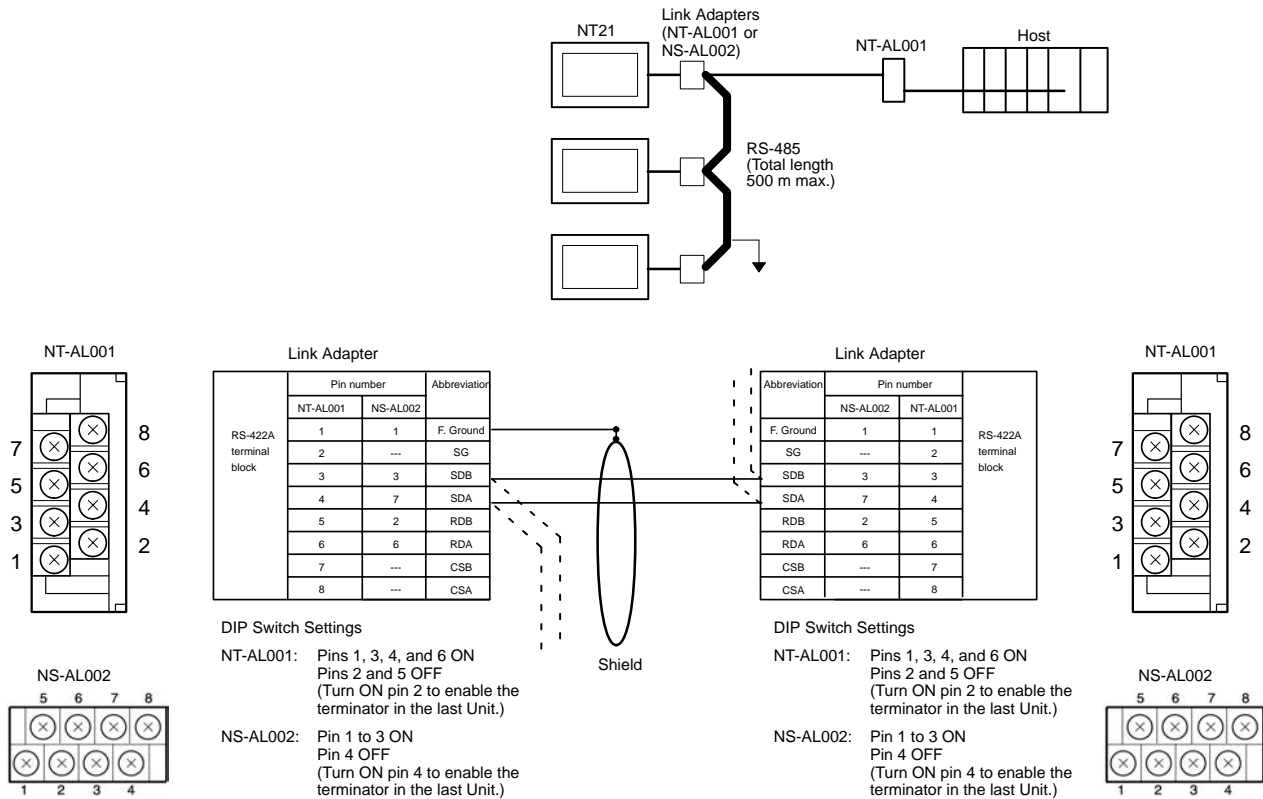 NT21
Link Adapters
(NT-AL001 or
NS-AL002)
NT-AL001
Host
RS-485
(Total length
500 m max.)
NT-AL001
7
5
3
1
8
6
4
2
Link Adapter
Pin number Abbreviation
NT-AL001 NS-AL002
RS-422A
terminal
block
1 1 F. Ground
2 --- SG
3 3 SDB
4 7 SDA
5 2 RDB
6 6 RDA
7 --- CSB
8 --- CSA
Shield
Link Adapter
Abbreviation Pin number
NS-AL002 NT-AL001
F. Ground 1 1
SG --- 2
SDB 3 3
SDA 7 4
RDB 2 5
RDA 6 6
CSB --- 7
CSA --- 8
RS-422A
terminal
block
NT-AL001
7
5
3
1
8
6
4
2
NS-AL002
5 6 7 8
1 2 3 4
DIP Switch Settings
NT-AL001: Pins 1, 3, 4, and 6 ON
Pins 2 and 5 OFF
(Turn ON pin 2 to enable the
terminator in the last Unit.)
NS-AL002: Pin 1 to 3 ON
Pin 4 OFF
(Turn ON pin 4 to enable the
terminator in the last Unit.)
DIP Switch Settings
NT-AL001: Pins 1, 3, 4, and 6 ON
Pins 2 and 5 OFF
(Turn ON pin 2 to enable the
terminator in the last Unit.)
NS-AL002: Pin 1 to 3 ON
Pin 4 OFF
(Turn ON pin 4 to enable the
terminator in the last Unit.)
NS-AL002
5 6 7 8
1 2 3 4